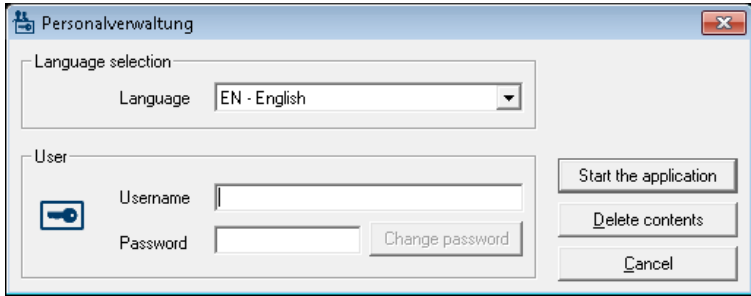 Personalverwaltung
Language selection
Language EN - English
User
Username
Password Change password
Start the application
Delete contents
Cancel